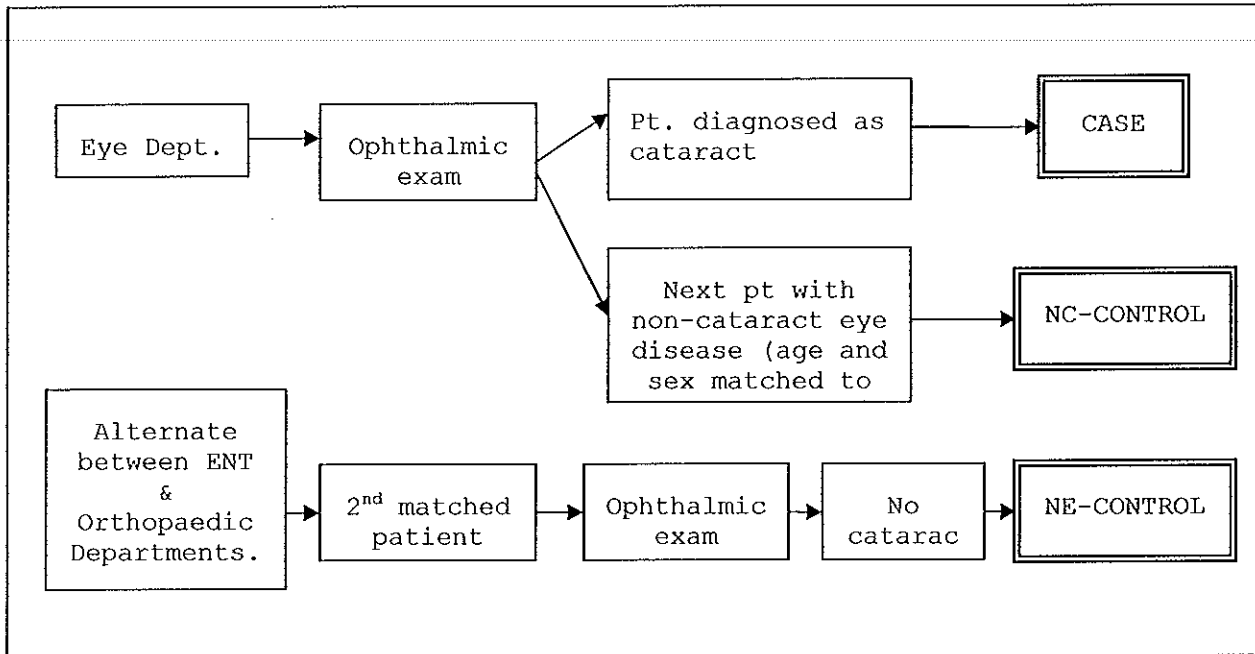 Eye Dept.
Ophthalmic
exam
Pt. diagnosed as
cataract
CASE
Next pt with
non-cataract eye
disease (age and
sex matched to
NC-CONTROL
Alternate
between ENT
&
Orthopaedic
Departments.
2nd matched
patient
Ophthalmic
exam
No
catarac
NE-CONTROL